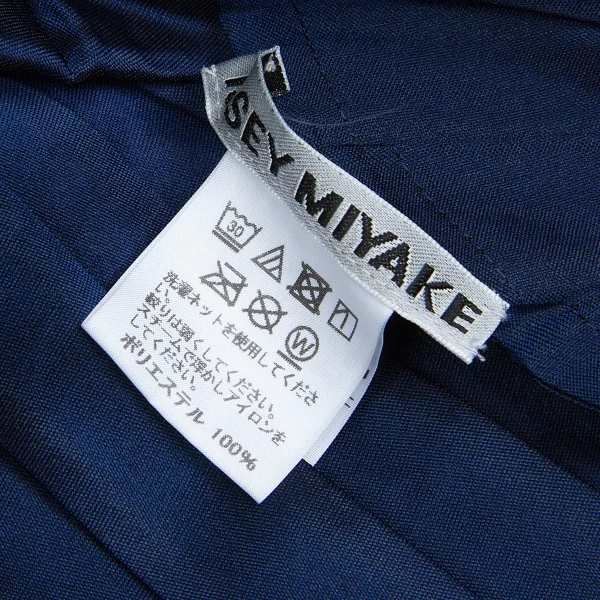 ISSEY MIYAKE
30
W
洗濯ネットを使用してくださ
い。
絞りは弱くしてください。
スチームで浮かしアイロンを
してください。
ポリエステル 100%